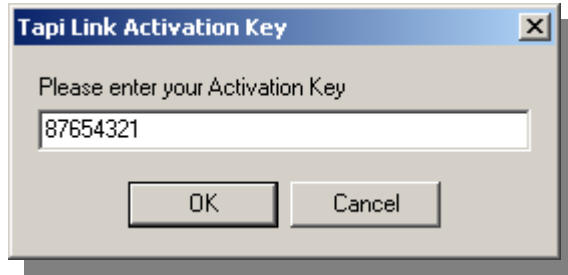 Tapi Link Activation Key
Please enter your Activation Key
87654321
OK
Cancel